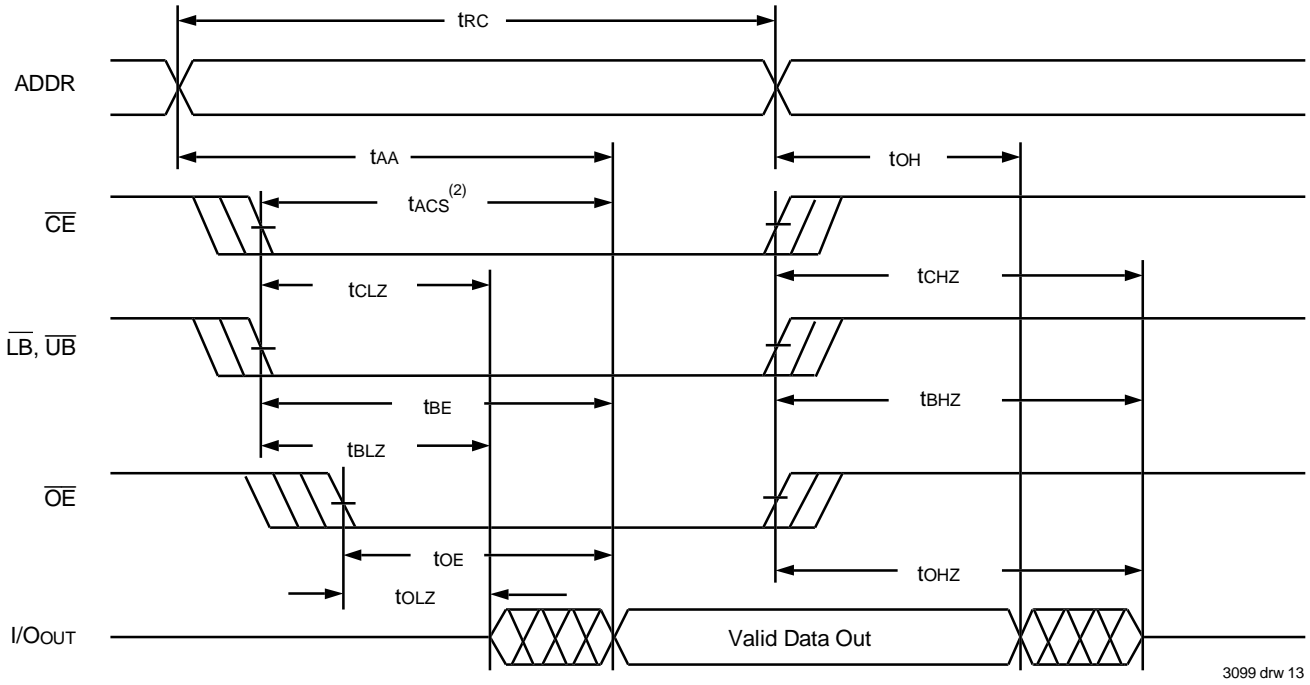 tRC
ADDR
tAA
tOH
tACS(2)
CE
tCLZ
tCHZ
LB, UB
tBE
tBHZ
tBLZ
OE
tOE
tOHZ
tOLZ
I/OOUT
Valid Data Out
3099 drw 13